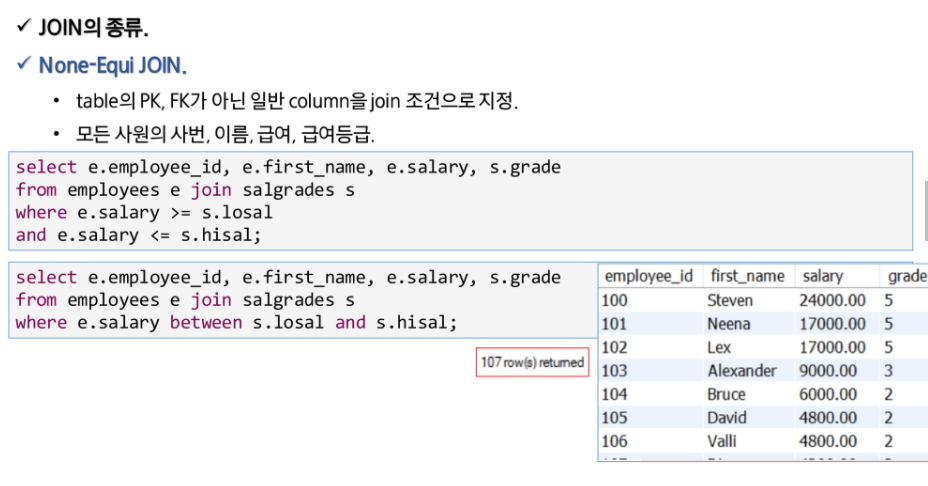 ✓ JOIN의 종류.
✓ None-Equi JOIN.
• table의 PK, FK가 아닌 일반 column을 join 조건으로 지정.
• 모든 사원의 사번, 이름, 급여, 급여등급.
select e.employee_id, e.first_name, e.salary, s.grade
from employees e join salgrades s
where e.salary >= s.losal
and e.salary <= s.hisal;
select e.employee_id, e.first_name, e.salary, s.grade
from employees e join salgrades s
where e.salary between s.losal and s.hisal;
107 row(s) returned
employee_id first_name salary grade
100 Steven 24000.00 5
101 Neena 17000.00 5
102 Lex 17000.00 5
103 Alexander 9000.00 3
104 Bruce 6000.00 2
105 David 4800.00 2
106 Valli 4800.00 2